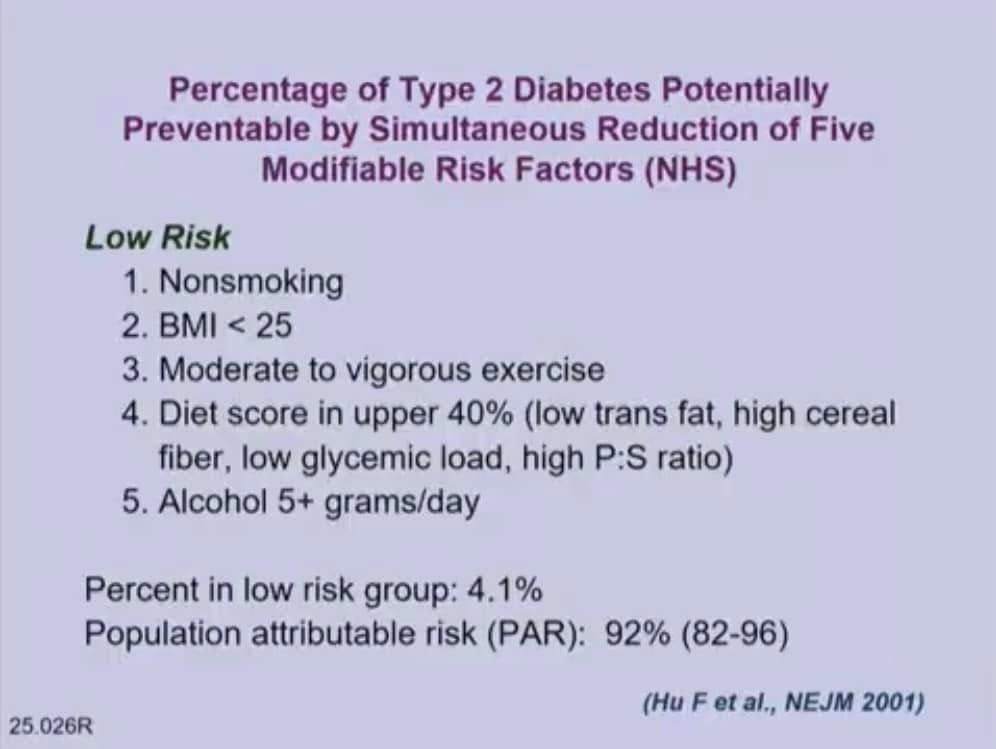 Percentage of Type 2 Diabetes Potentially
Preventable by Simultaneous Reduction of Five
Modifiable Risk Factors (NHS)
Low Risk
1. Nonsmoking
2. BMI < 25
3. Moderate to vigorous exercise
4. Diet score in upper 40% (low trans fat, high cereal
fiber, low glycemic load, high P:S ratio)
5. Alcohol 5+ grams/day
Percent in low risk group: 4.1%
Population attributable risk (PAR): 92% (82-96)
(Hu F et al., NEJM 2001)
25.026R